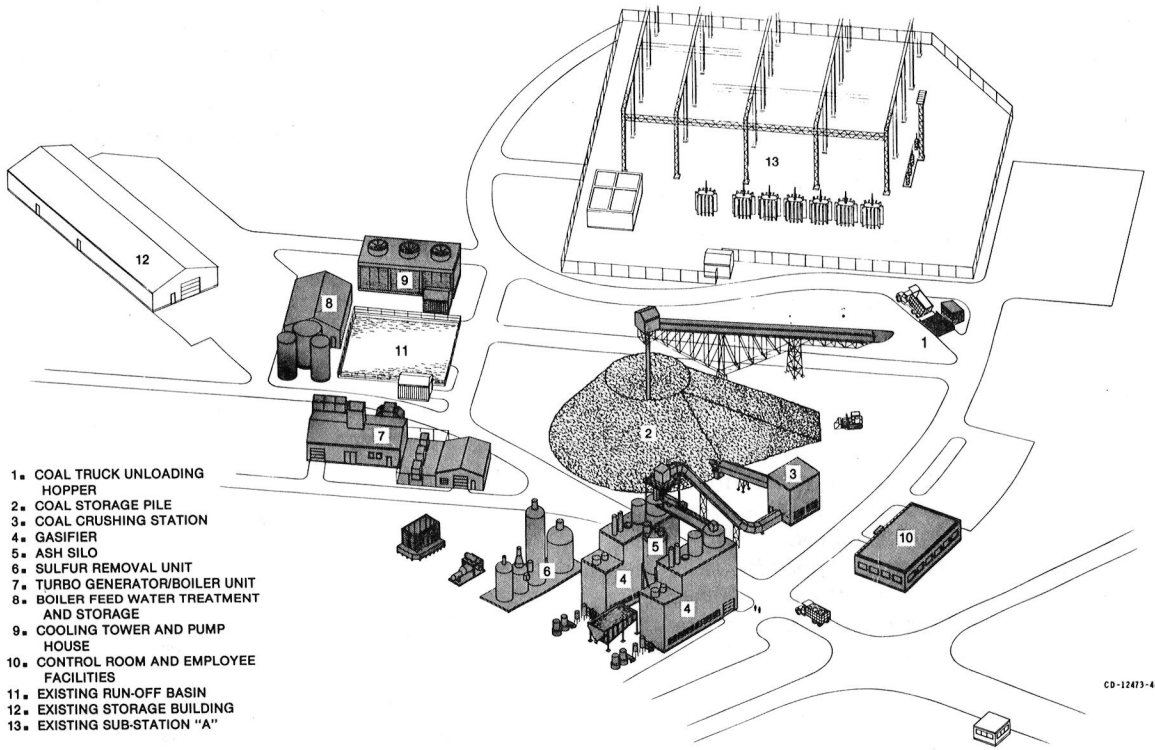 13
12
9
8
11
1
2
7
3
10
5
6
4
4
1. COAL TRUCK UNLOADING
HOPPER
2. COAL STORAGE PILE
3. COAL CRUSHING STATION
4. GASIFIER
5. ASH SILO
6. SULFUR REMOVAL UNIT
7. TURBO GENERATOR/BOILER UNIT
8. BOILER FEED WATER TREATMENT
AND STORAGE
9. COOLING TOWER AND PUMP
HOUSE
10. CONTROL ROOM AND EMPLOYEE
FACILITIES
11. EXISTING RUN-OFF BASIN
12. EXISTING STORAGE BUILDING
13. EXISTING SUB-STATION "A"
CD-12473-4